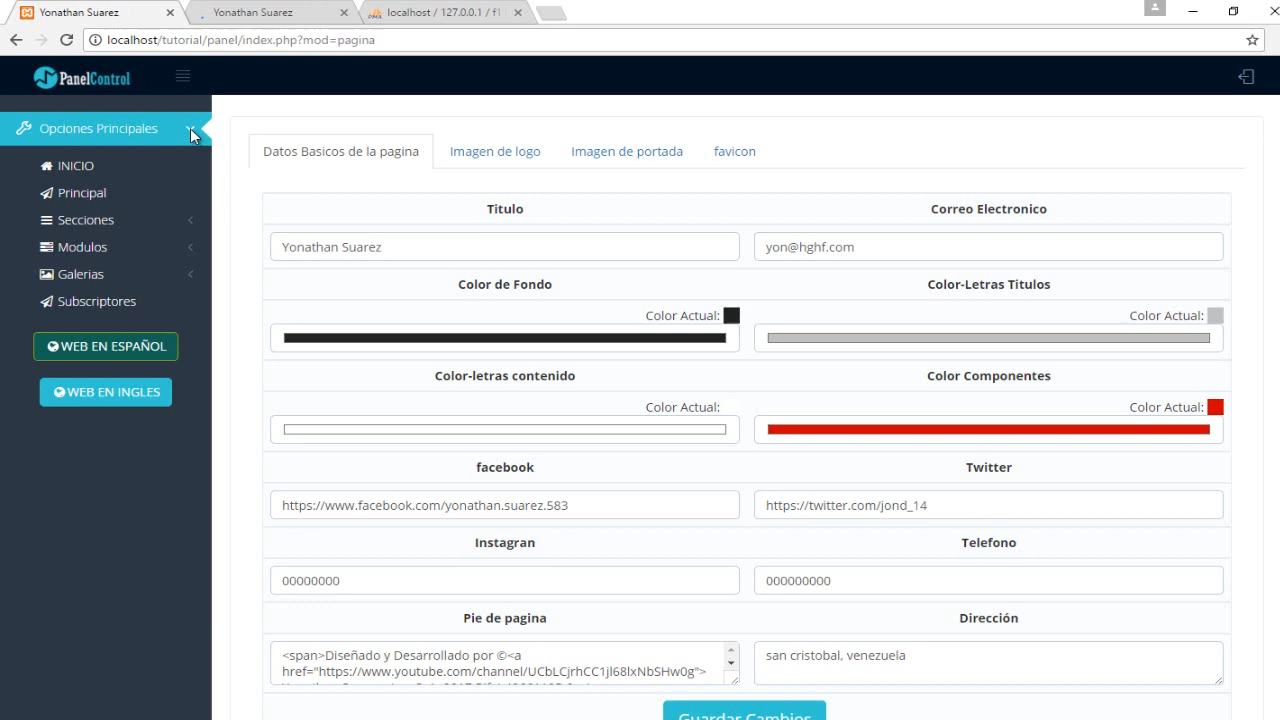 Yonathan Suarez
Yonathan Suarez
localhost / 127.0.0.1 / f1
localhost/tutorial/panel/index.php?mod=pagina
PanelControl
Opciones Principales
INICIO
Principal
Secciones
Modulos
Galerias
Subscriptores
WEB EN ESPAÑOL
WEB EN INGLES
Datos Basicos de la pagina
Imagen de logo
Imagen de portada
favicon
Titulo
Correo Electronico
Yonathan Suarez
yon@hghf.com
Color de Fondo
Color-Letras Titulos
Color Actual:
Color Actual:
Color-letras contenido
Color Componentes
Color Actual:
Color Actual:
facebook
Twitter
https://www.facebook.com/yonathan.suarez.583
https://twitter.com/jond_14
Instagran
Telefono
00000000
000000000
Pie de pagina
Dirección
<span>Diseñado y Desarrollado por ©<a
href="https://www.youtube.com/channel/UCbLCjrhCC1jl68lxNbSHw0g">
san cristobal, venezuela
Guardar Cambios